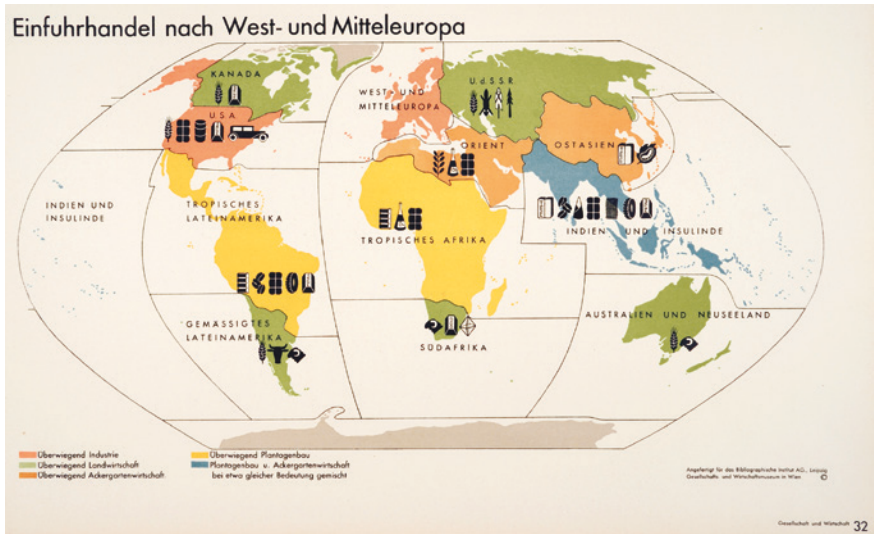 Einfuhrhandel nach West- und Mitteleuropa
KANADA
U.S.A.
WEST- UND
MITTELEUROPA
U.d.S.S.R.
ORIENT
OSTASIEN
INDIEN UND
INSULINDE
TROPISCHES
LATEINAMERIKA
TROPISCHES AFRIKA
INDIEN UND INSULINDE
GEMÄSSIGTES
LATEINAMERIKA
SÜDAFRIKA
AUSTRALIEN UND NEUSEELAND
Überwiegend Industrie
Überwiegend Landwirtschaft
Überwiegend Ackergartenwirtschaft
Überwiegend Plantagenbau
Plantagenbau u. Ackergartenwirtschaft
bei etwa gleicher Bedeutung gemischt
Angefertigt für das Bibliographische Institut AG., Leipzig
Gesellschafts- und Wirtschaftsmuseum in Wien ©
Gesellschaft und Wirtschaft 32